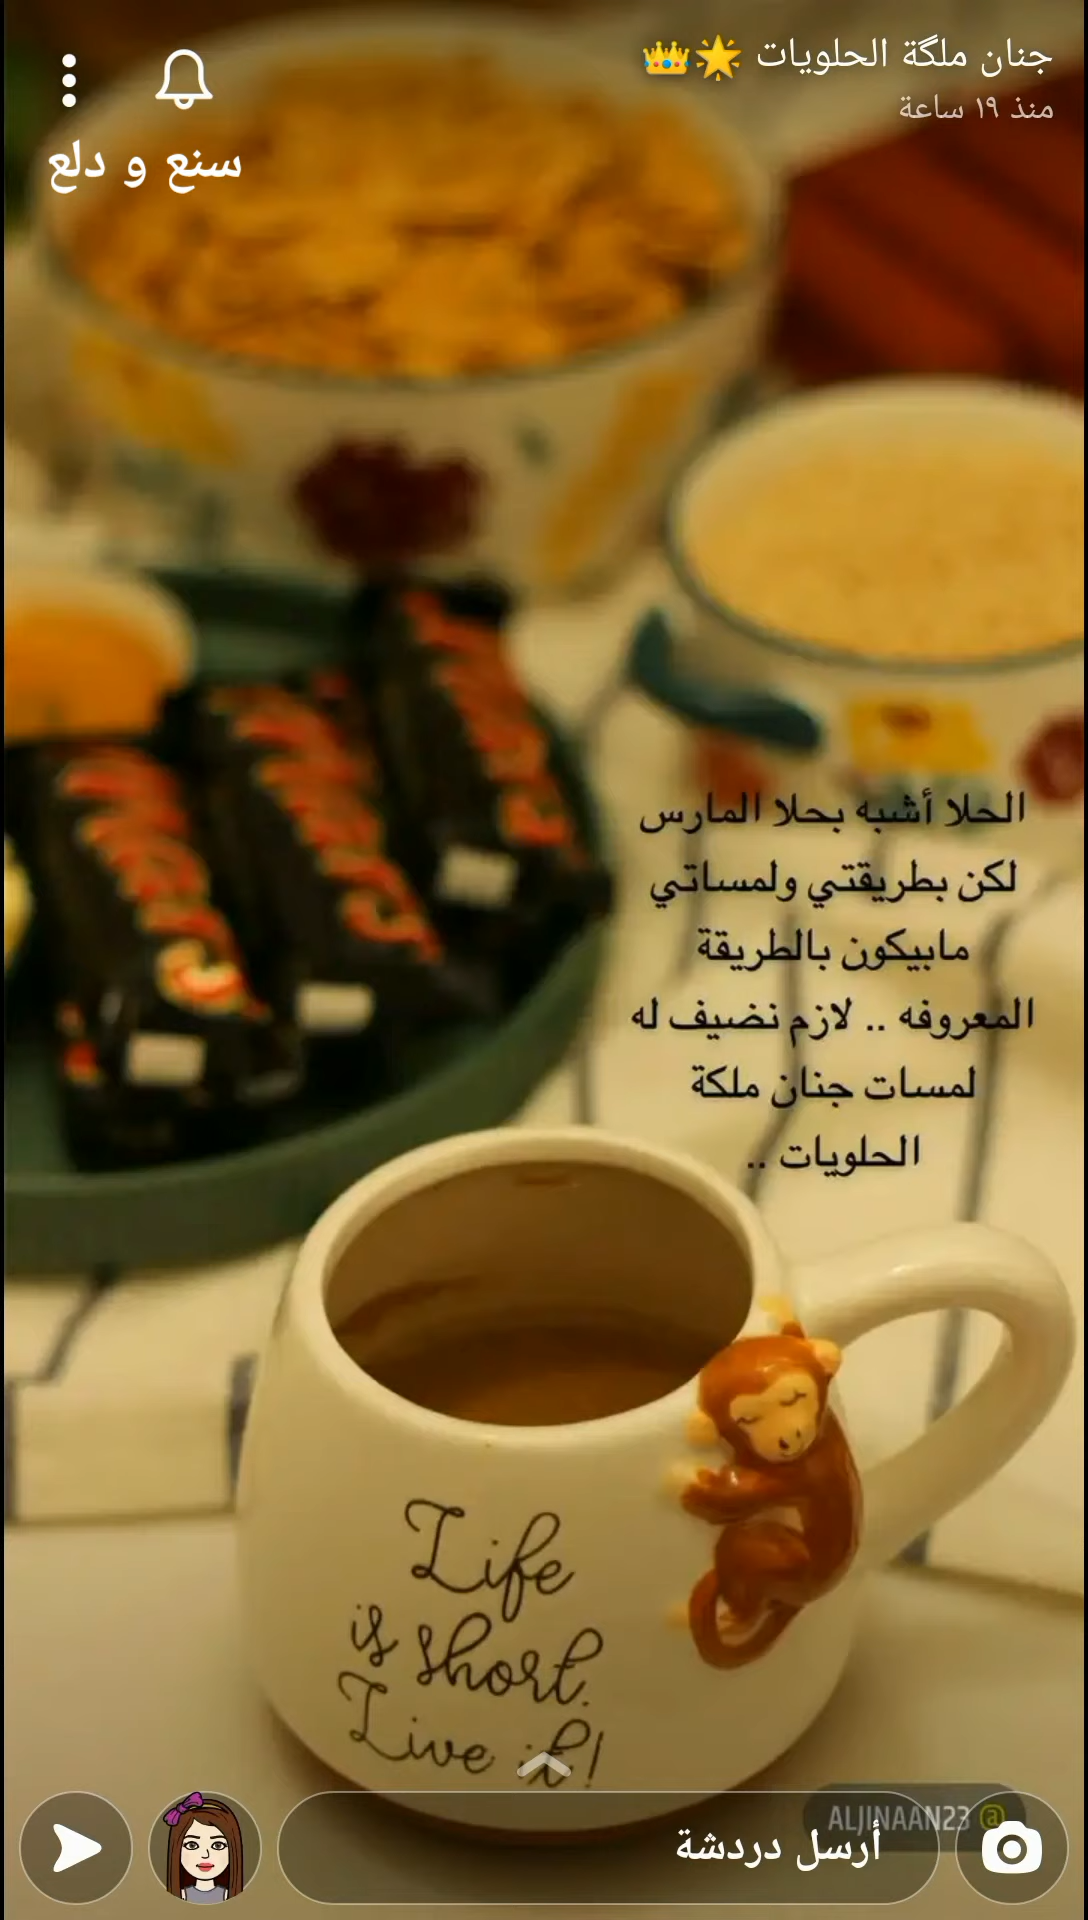 جنان ملگة الحلويات 🌟👑
منذ ١٩ ساعة
سنع و دلع
الحلا أشبه بحلا المارس
لكن بطريقتي ولمساتي
مابيكون بالطريقة
المعروفه .. لازم نضيف له
لمسات جنان ملكة
الحلويات ..
Life
is short.
Live it!
@ALJINAAN23
أرسل دردشة